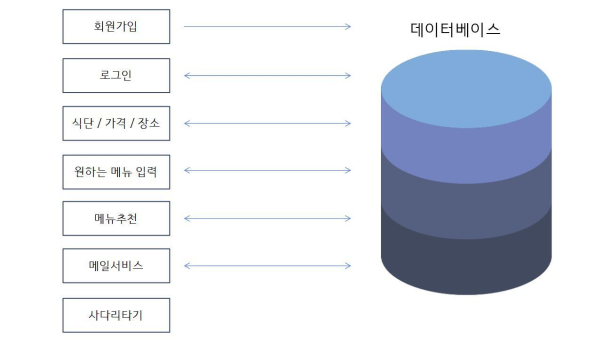 데이터베이스
회원가입
로그인
식단 / 가격 / 장소
원하는 메뉴 입력
메뉴추천
메일서비스
사다리타기